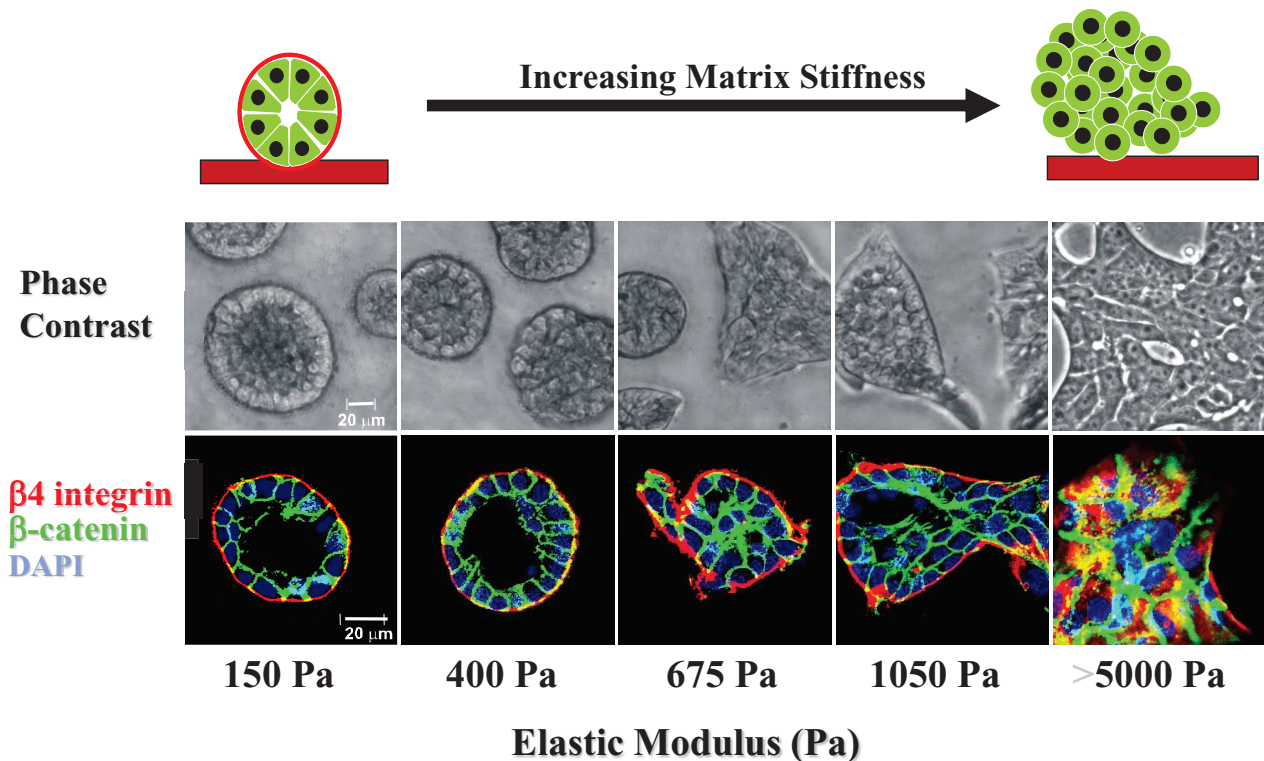 Increasing Matrix Stiffness
Phase
Contrast
20 μm
β4 integrin
β-catenin
DAPI
20 μm
150 Pa
400 Pa
675 Pa
1050 Pa
>5000 Pa
Elastic Modulus (Pa)